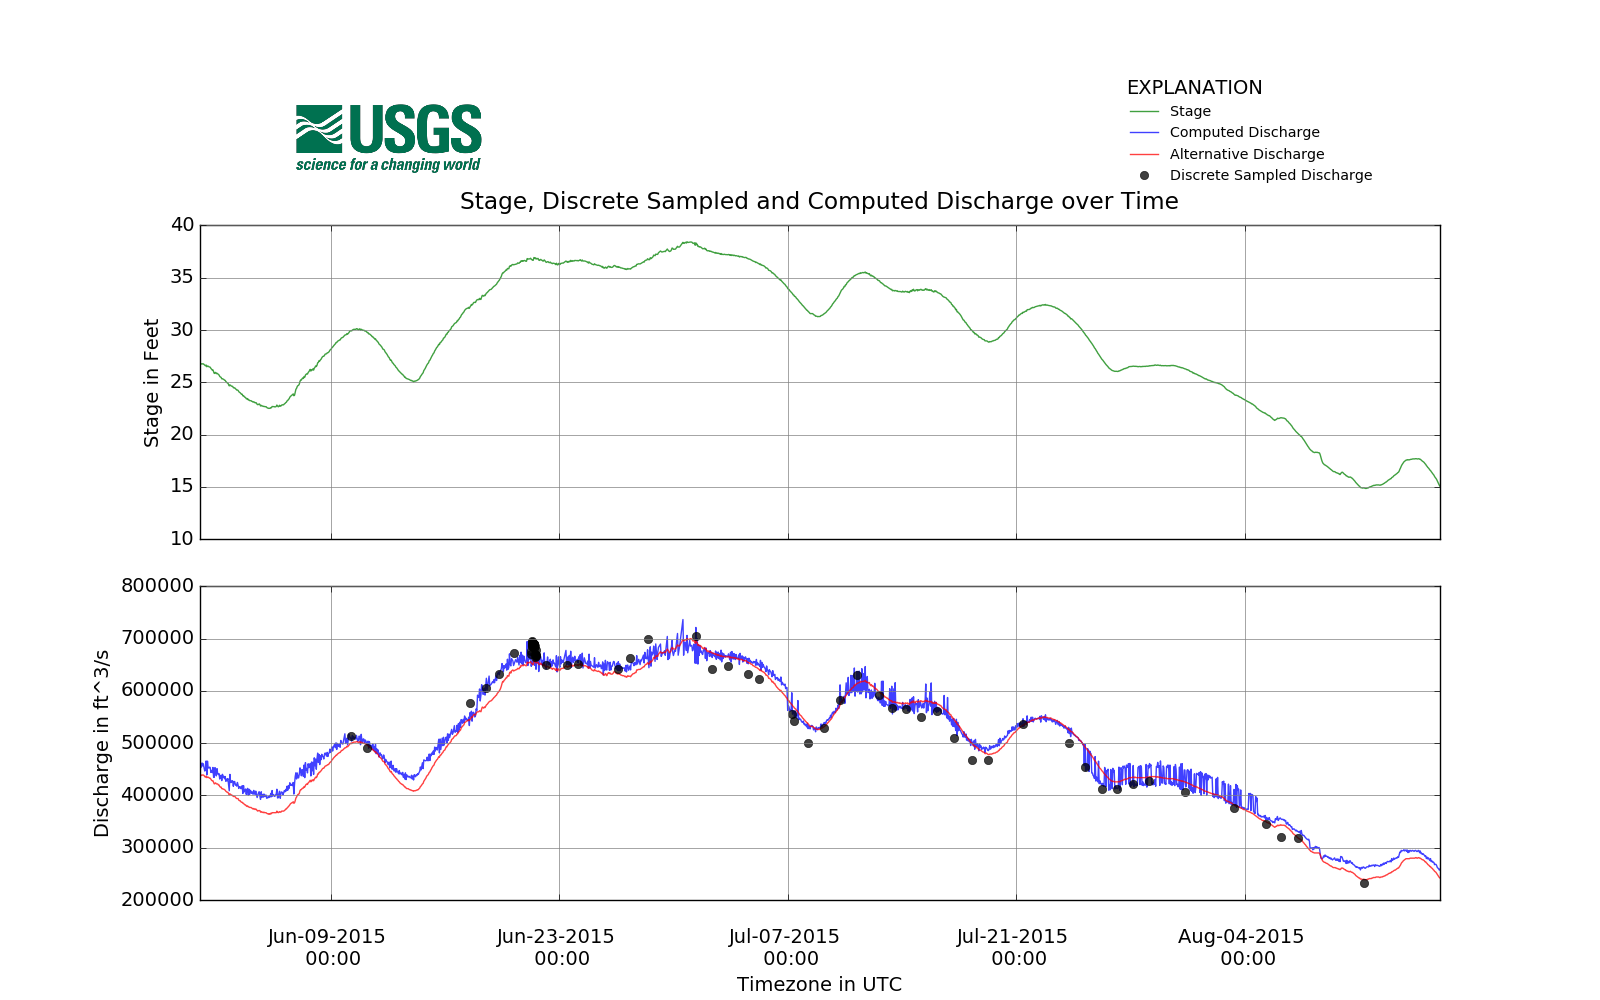 EXPLANATION
Stage
Computed Discharge
Alternative Discharge
Discrete Sampled Discharge
USGS
science for a changing world
Stage, Discrete Sampled and Computed Discharge over Time
40
35
30
25
20
15
10
Stage in Feet
800000
700000
600000
500000
400000
300000
200000
Discharge in ft^3/s
Jun-09-2015 Jun-23-2015 Jul-07-2015 Jul-21-2015 Aug-04-2015
00:00 00:00 00:00 00:00 00:00
Timezone in UTC